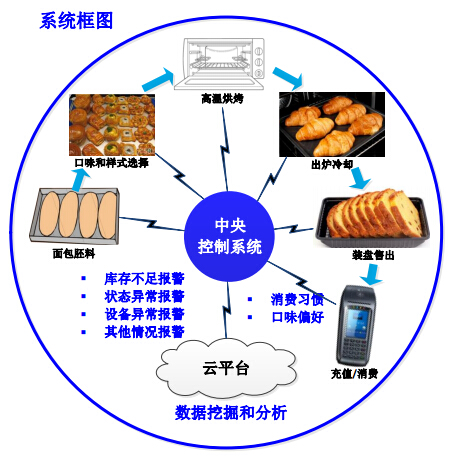 系统框图
高温烘烤
口味和样式选择
出炉冷却
中央
控制系统
面包胚料
装盘售出
▪ 库存不足报警
▪ 状态异常报警
▪ 设备异常报警
▪ 其他情况报警
▪ 消费习惯
▪ 口味偏好
云平台
充值/消费
数据挖掘和分析